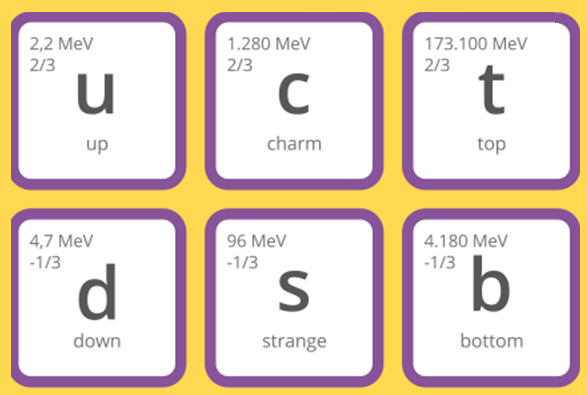 2,2 MeV
2/3
u
up
1.280 MeV
2/3
c
charm
173.100 MeV
2/3
t
top
4,7 MeV
-1/3
d
down
96 MeV
-1/3
s
strange
4.180 MeV
-1/3
b
bottom